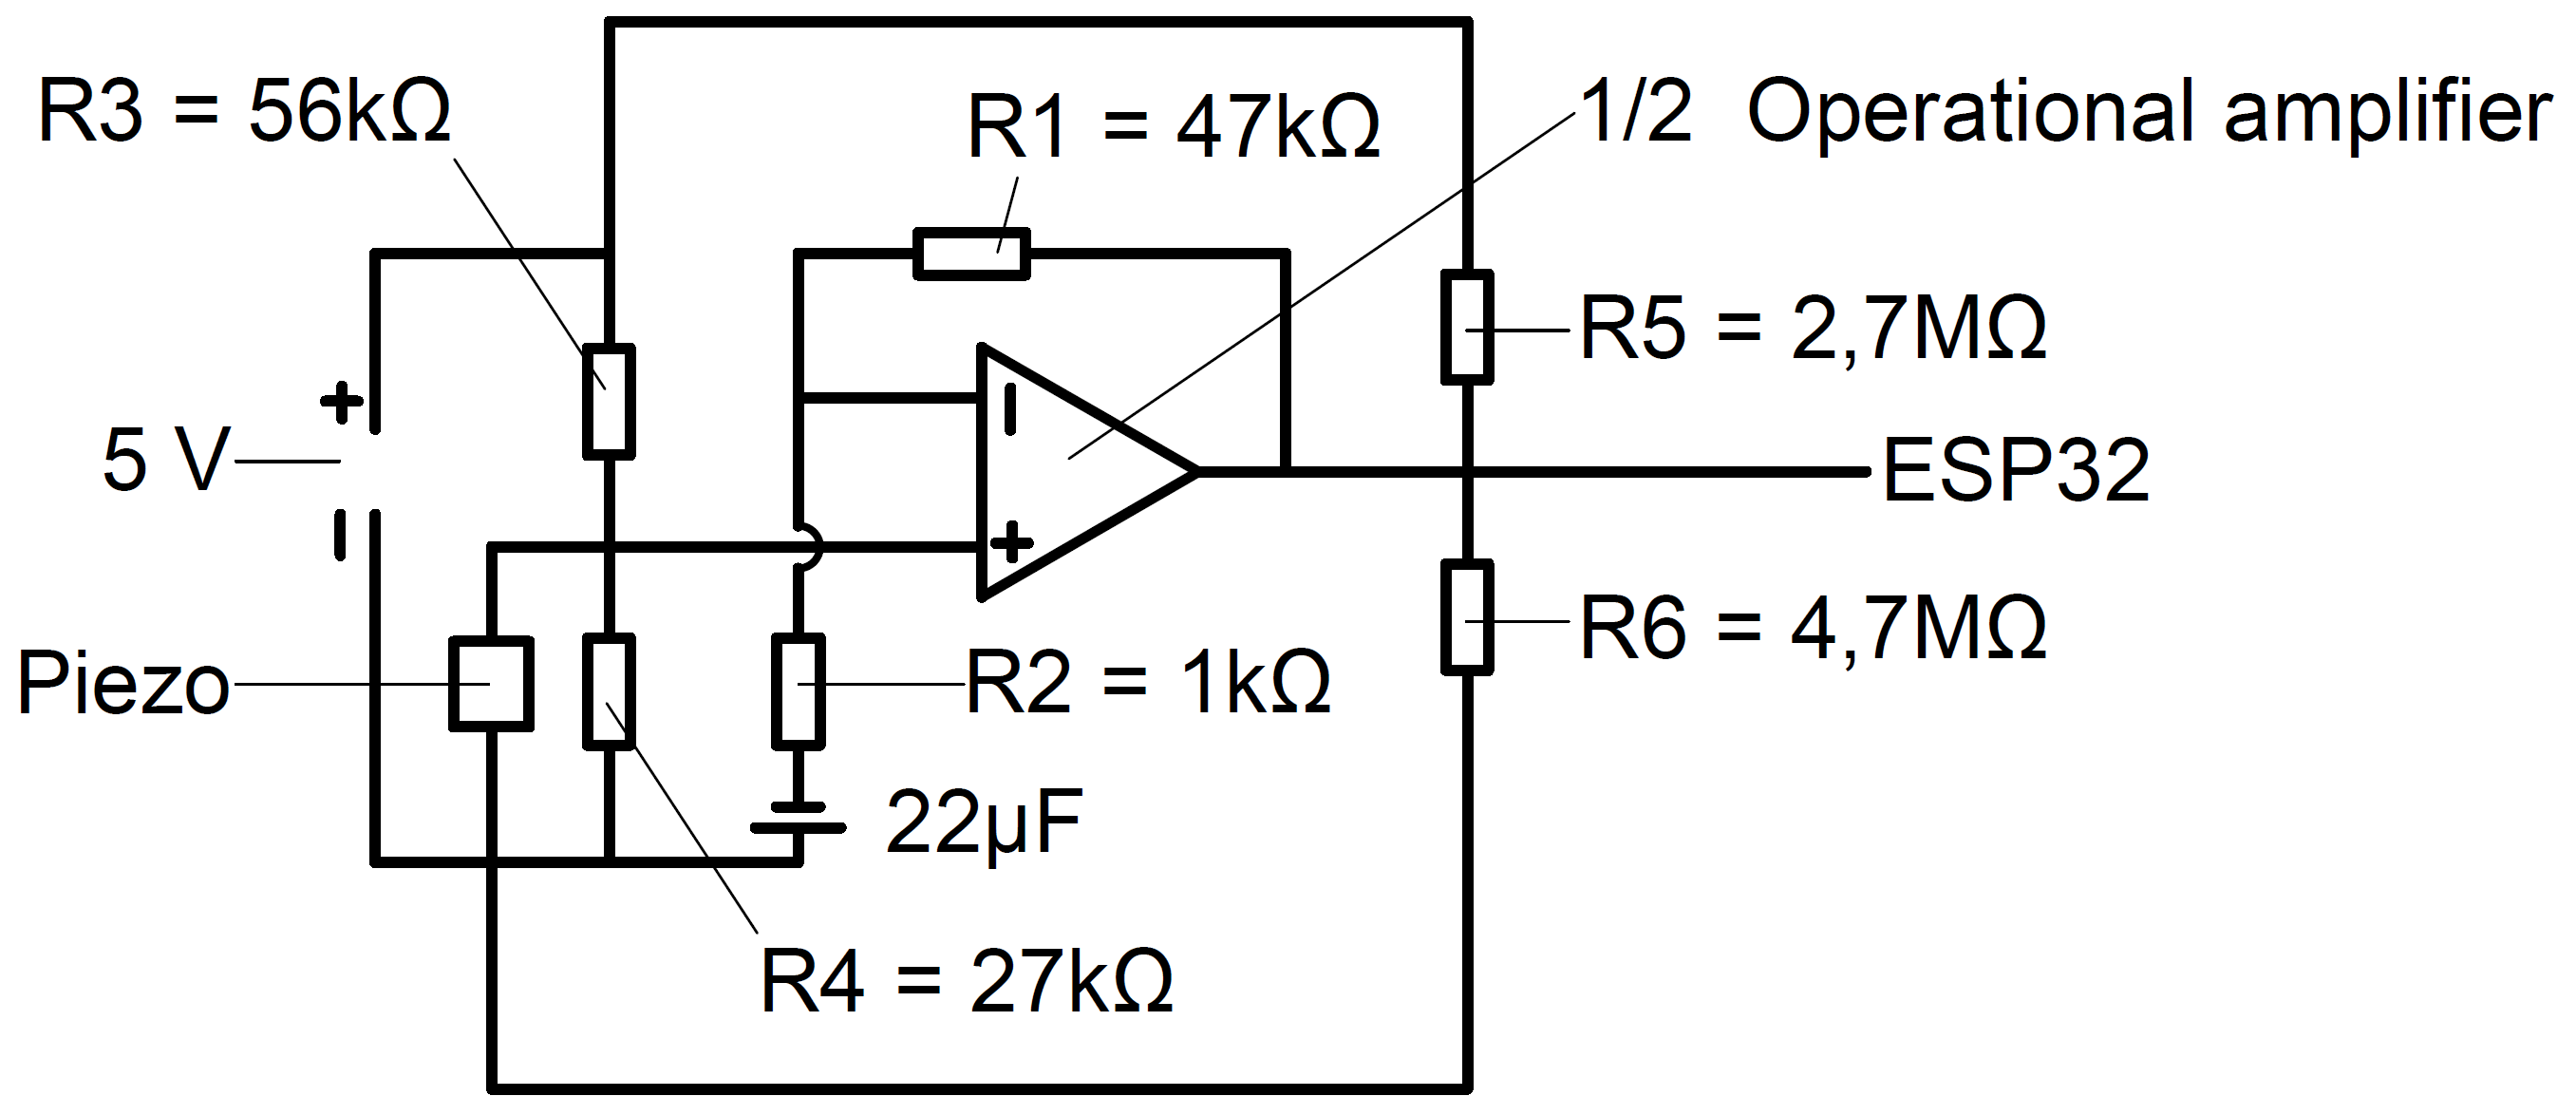 R3 = 56kΩ
R1 = 47kΩ
1/2 Operational amplifier
+
5 V
R5 = 2,7MΩ
ESP32
+
Piezo
R2 = 1kΩ
R6 = 4,7MΩ
22µF
R4 = 27kΩ